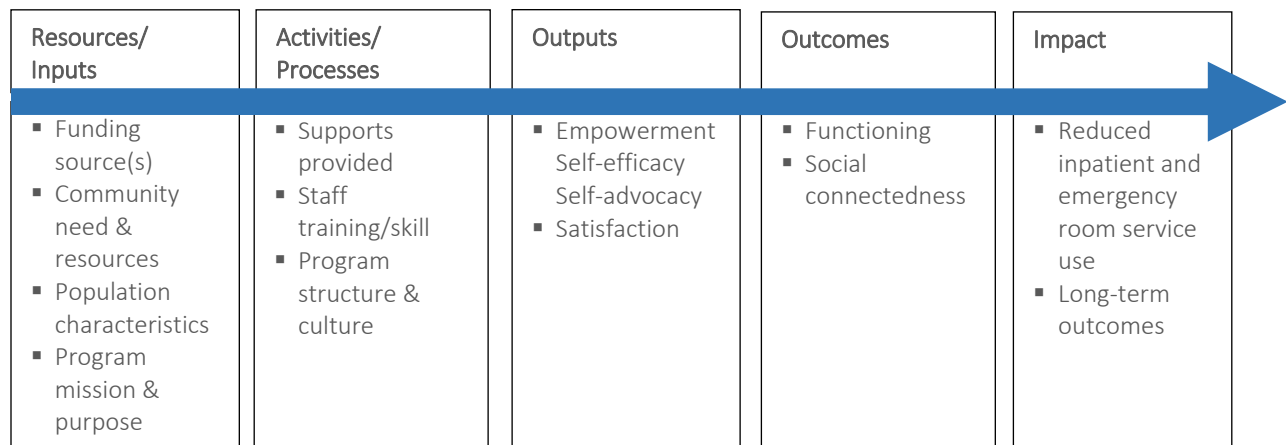 Resources/
Inputs
▪ Funding
source(s)
▪ Community
need &
resources
▪ Population
characteristics
▪ Program
mission &
purpose
Activities/
Processes
▪ Supports
provided
▪ Staff
training/skill
▪ Program
structure &
culture
Outputs
▪ Empowerment
Self-efficacy
Self-advocacy
▪ Satisfaction
Outcomes
▪ Functioning
▪ Social
connectedness
Impact
▪ Reduced
inpatient and
emergency
room service
use
▪ Long-term
outcomes